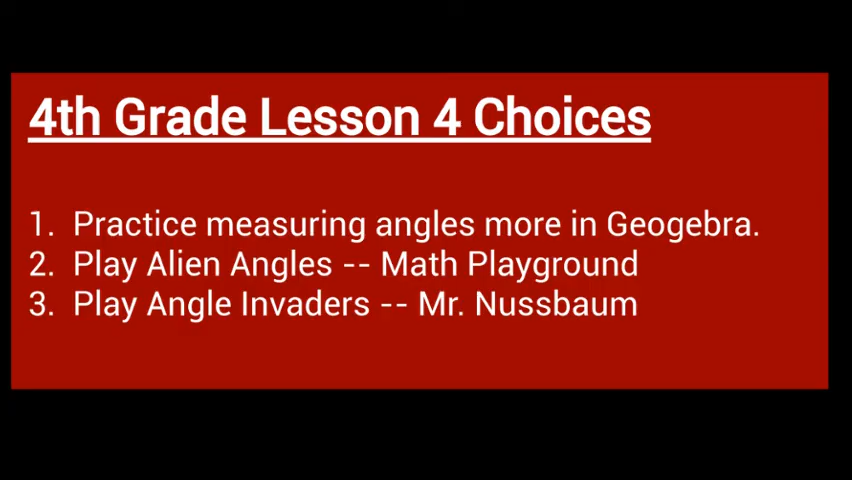 4th Grade Lesson 4 Choices
1. Practice measuring angles more in Geogebra.
2. Play Alien Angles -- Math Playground
3. Play Angle Invaders -- Mr. Nussbaum